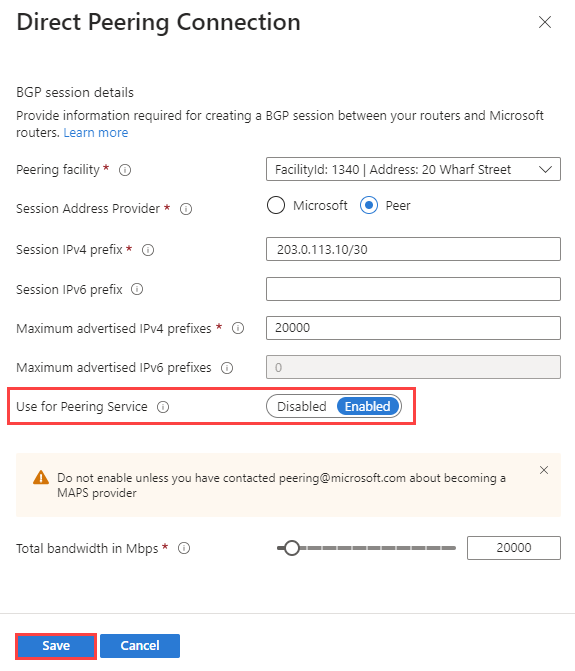 Direct Peering Connection
BGP session details
Provide information required for creating a BGP session between your routers and Microsoft
routers. Learn more
Peering facility * FacilityId: 1340 | Address: 20 Wharf Street
Session Address Provider * Microsoft Peer
Session IPv4 prefix * 203.0.113.10/30
Session IPv6 prefix
Maximum advertised IPv4 prefixes * 20000
Maximum advertised IPv6 prefixes 0
Use for Peering Service Disabled Enabled
Do not enable unless you have contacted peering@microsoft.com about becoming a
MAPS provider
Total bandwidth in Mbps * 20000
Save Cancel